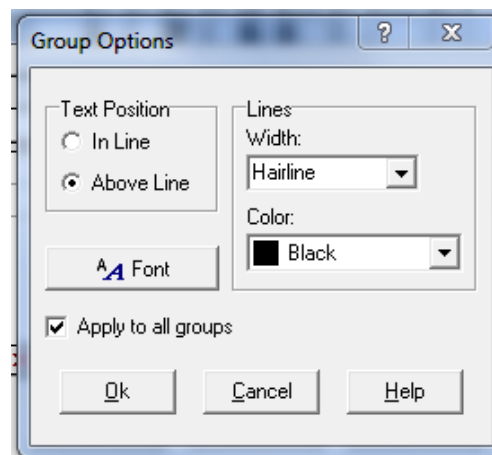 Group Options
?
X
Text Position
In Line
Above Line
Lines
Width:
Hairline
Color:
Black
AA Font
Apply to all groups
Ok
Cancel
Help